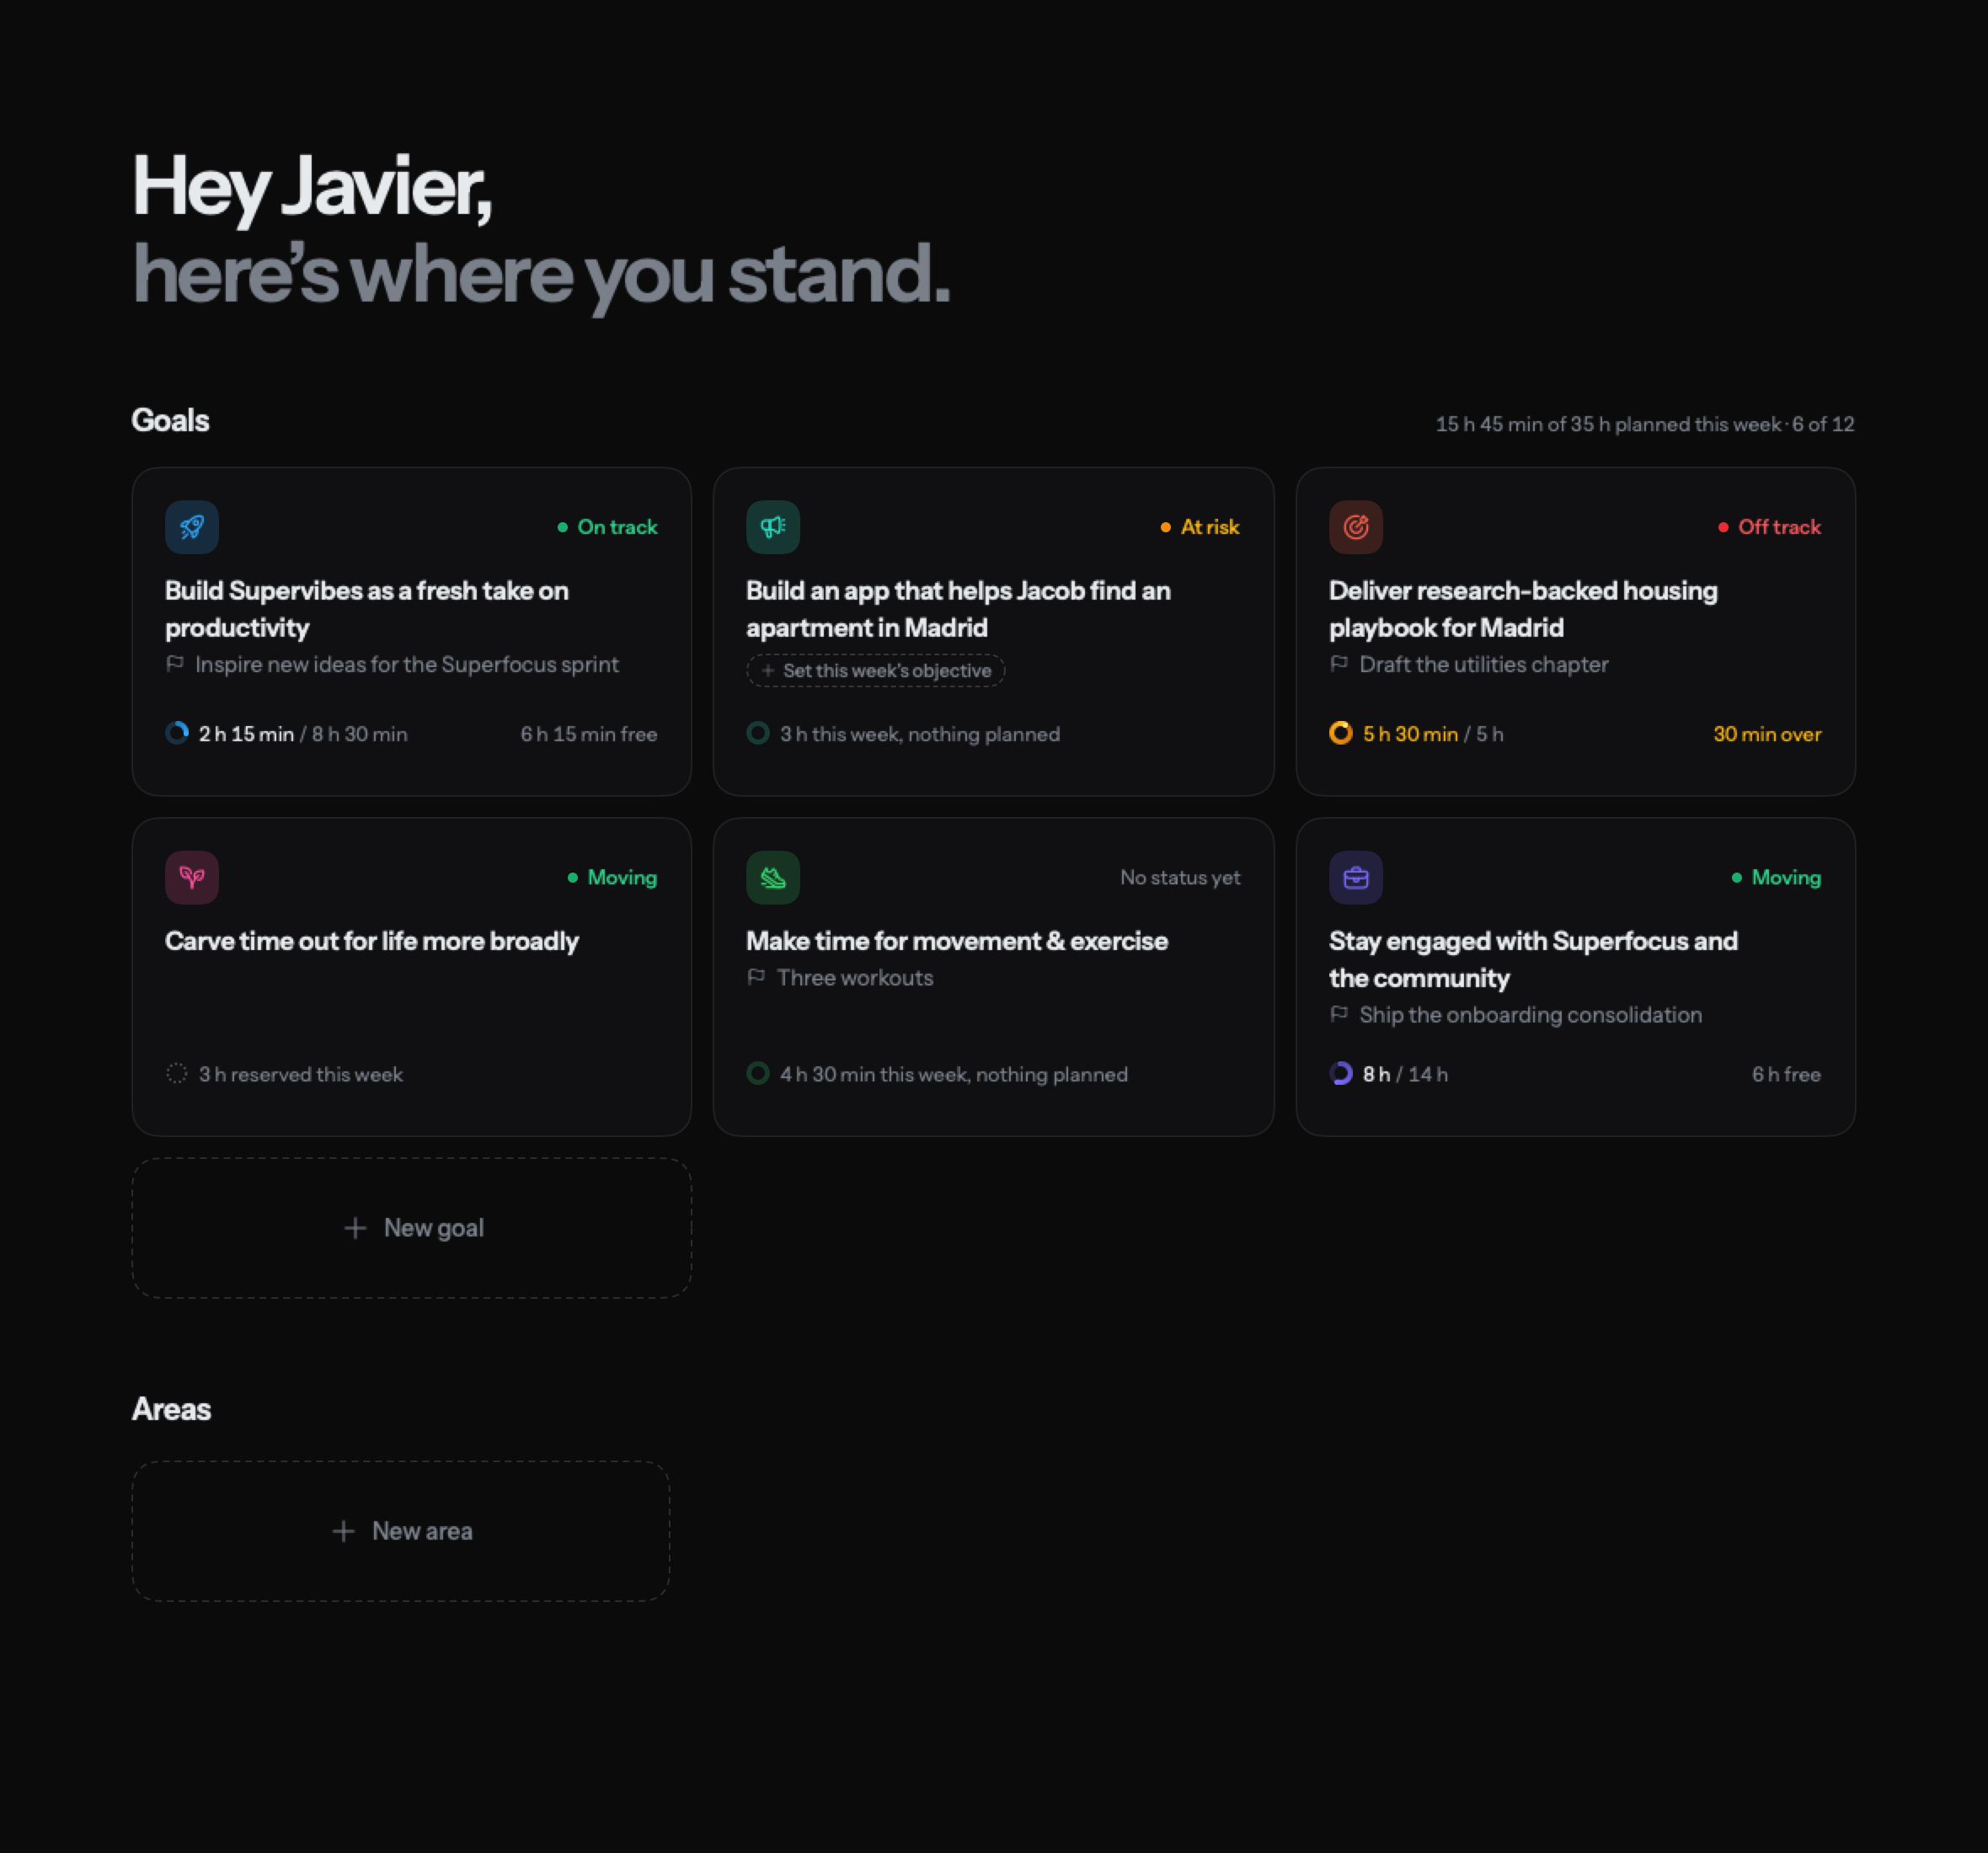 Hey Javier,
here’s where you stand.
Goals
15 h 45 min of 35 h planned this week · 6 of 12
On track
Build Supervibes as a fresh take on
productivity
Inspire new ideas for the Superfocus sprint
2 h 15 min / 8 h 30 min
6 h 15 min free
At risk
Build an app that helps Jacob find an
apartment in Madrid
+ Set this week’s objective
3 h this week, nothing planned
Off track
Deliver research-backed housing
playbook for Madrid
Draft the utilities chapter
5 h 30 min / 5 h
30 min over
Moving
Carve time out for life more broadly
3 h reserved this week
No status yet
Make time for movement & exercise
Three workouts
4 h 30 min this week, nothing planned
Moving
Stay engaged with Superfocus and
the community
Ship the onboarding consolidation
8 h / 14 h
6 h free
+ New goal
Areas
+ New area